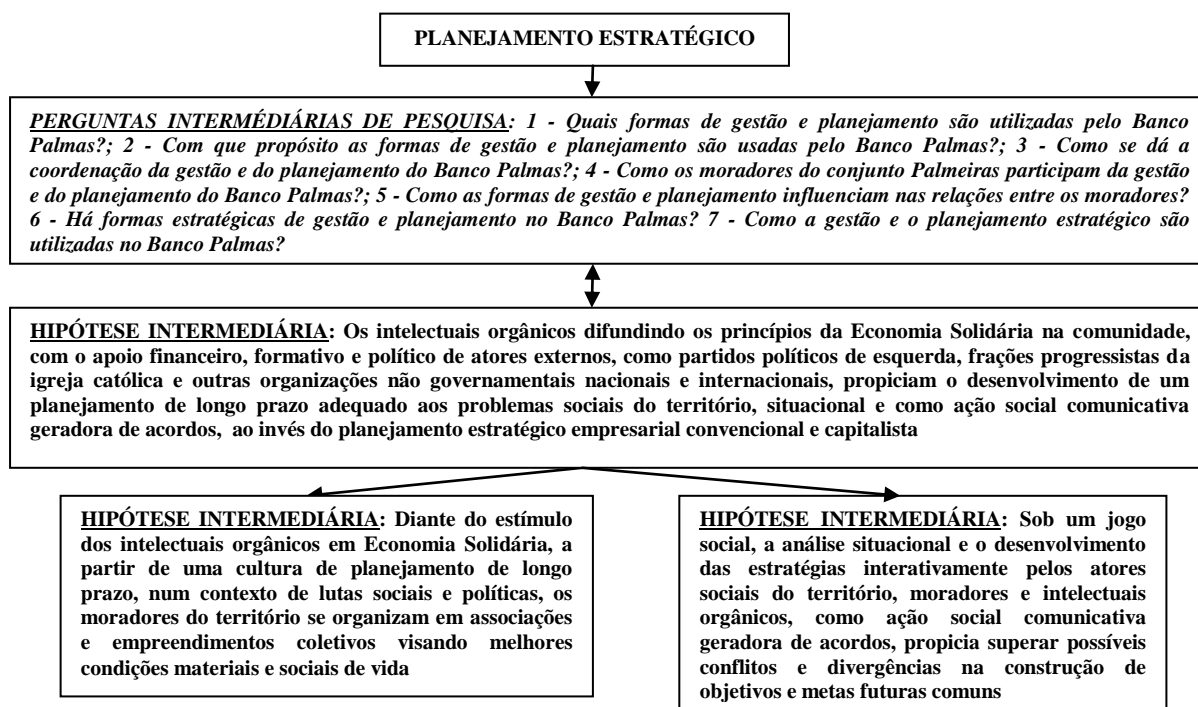 PLANEJAMENTO ESTRATÉGICO
PERGUNTAS INTERMÉDIÁRIAS DE PESQUISA: 1 - Quais formas de gestão e planejamento são utilizadas pelo Banco
Palmas?; 2 - Com que propósito as formas de gestão e planejamento são usadas pelo Banco Palmas?; 3 - Como se dá a
coordenação da gestão e do planejamento do Banco Palmas?; 4 - Como os moradores do conjunto Palmeiras participam da gestão
e do planejamento do Banco Palmas?; 5 - Como as formas de gestão e planejamento influenciam nas relações entre os moradores?
6 - Há formas estratégicas de gestão e planejamento no Banco Palmas? 7 - Como a gestão e o planejamento estratégico são
utilizadas no Banco Palmas?
HIPÓTESE INTERMEDIÁRIA: Os intelectuais orgânicos difundindo os princípios da Economia Solidária na comunidade,
com o apoio financeiro, formativo e político de atores externos, como partidos políticos de esquerda, frações progressistas da
igreja católica e outras organizações não governamentais nacionais e internacionais, propiciam o desenvolvimento de um
planejamento de longo prazo adequado aos problemas sociais do território, situacional e como ação social comunicativa
geradora de acordos, ao invés do planejamento estratégico empresarial convencional e capitalista
HIPÓTESE INTERMEDIÁRIA: Diante do estímulo
dos intelectuais orgânicos em Economia Solidária, a
partir de uma cultura de planejamento de longo
prazo, num contexto de lutas sociais e políticas, os
moradores do território se organizam em associações
e empreendimentos coletivos visando melhores
condições materiais e sociais de vida
HIPÓTESE INTERMEDIÁRIA: Sob um jogo
social, a análise situacional e o desenvolvimento
das estratégias interativamente pelos atores
sociais do território, moradores e intelectuais
orgânicos, como ação social comunicativa
geradora de acordos, propicia superar possíveis
conflitos e divergências na construção de
objetivos e metas futuras comuns